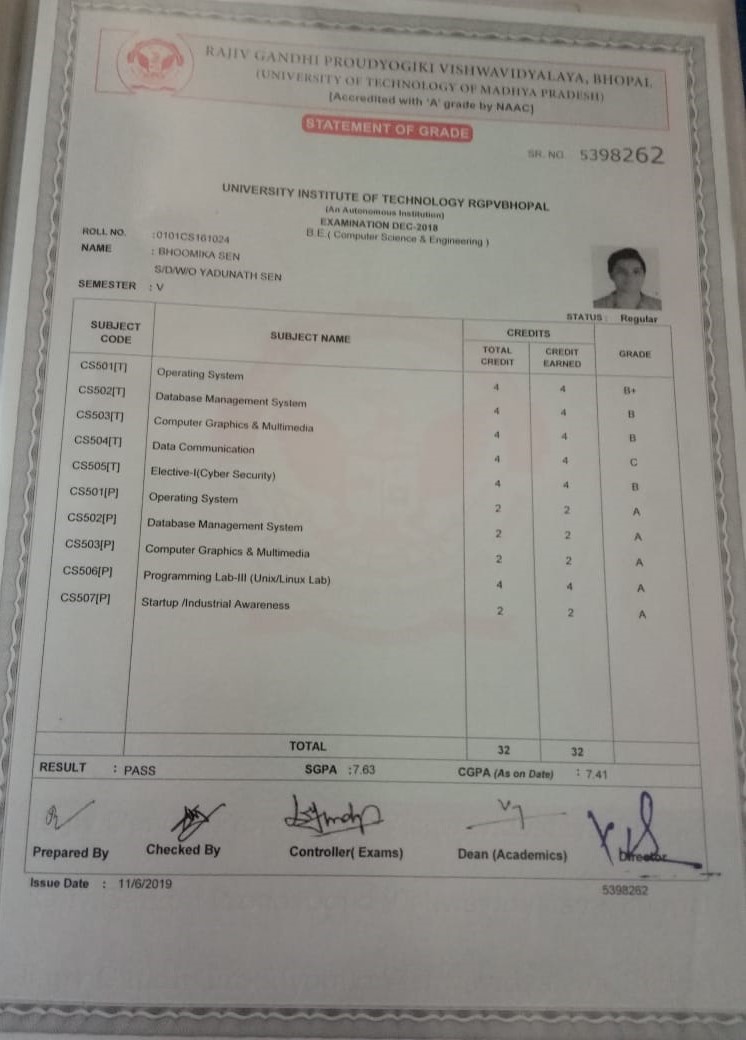 RAJIV GANDHI PROUDYOGIKI VISHWAVIDYALAYA, BHOPAL
(UNIVERSITY OF TECHNOLOGY OF MADHYA PRADESH)
[Accredited with 'A' grade by NAAC]
STATEMENT OF GRADE
SR. NO. 5398262
UNIVERSITY INSTITUTE OF TECHNOLOGY RGPVBHOPAL
(An Autonomous Institution)
EXAMINATION DEC-2018
B.E.( Computer Science & Engineering )
ROLL NO. :0101CS161024
NAME : BHOOMIKA SEN
S/D/W/O YADUNATH SEN
SEMESTER : V
STATUS : Regular
SUBJECT CODE SUBJECT NAME CREDITS GRADE
TOTAL CREDIT CREDIT EARNED
CS501[T] Operating System 4 4 B+
CS502[T] Database Management System 4 4 B
CS503[T] Computer Graphics & Multimedia 4 4 B
CS504[T] Data Communication 4 4 C
CS505[T] Elective-I(Cyber Security) 4 4 B
CS501[P] Operating System 2 2 A
CS502[P] Database Management System 2 2 A
CS503[P] Computer Graphics & Multimedia 2 2 A
CS506[P] Programming Lab-III (Unix/Linux Lab) 4 4 A
CS507[P] Startup /Industrial Awareness 2 2 A
TOTAL 32 32
RESULT : PASS SGPA :7.63 CGPA (As on Date) : 7.41
Prepared By Checked By Controller( Exams) Dean (Academics) Director
Issue Date : 11/6/2019 5398262